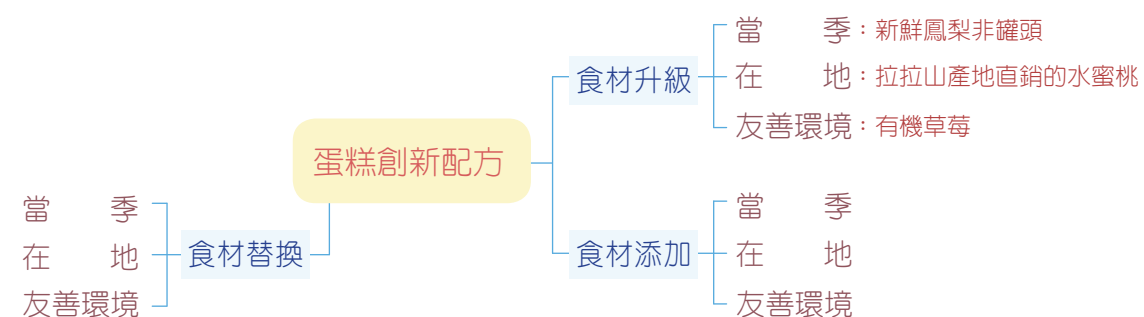 蛋糕創新配方
食材升級
當季：新鮮鳳梨非罐頭
在地：拉拉山產地直銷的水蜜桃
友善環境：有機草莓
食材添加
當季
在地
友善環境
食材替換
當季
在地
友善環境